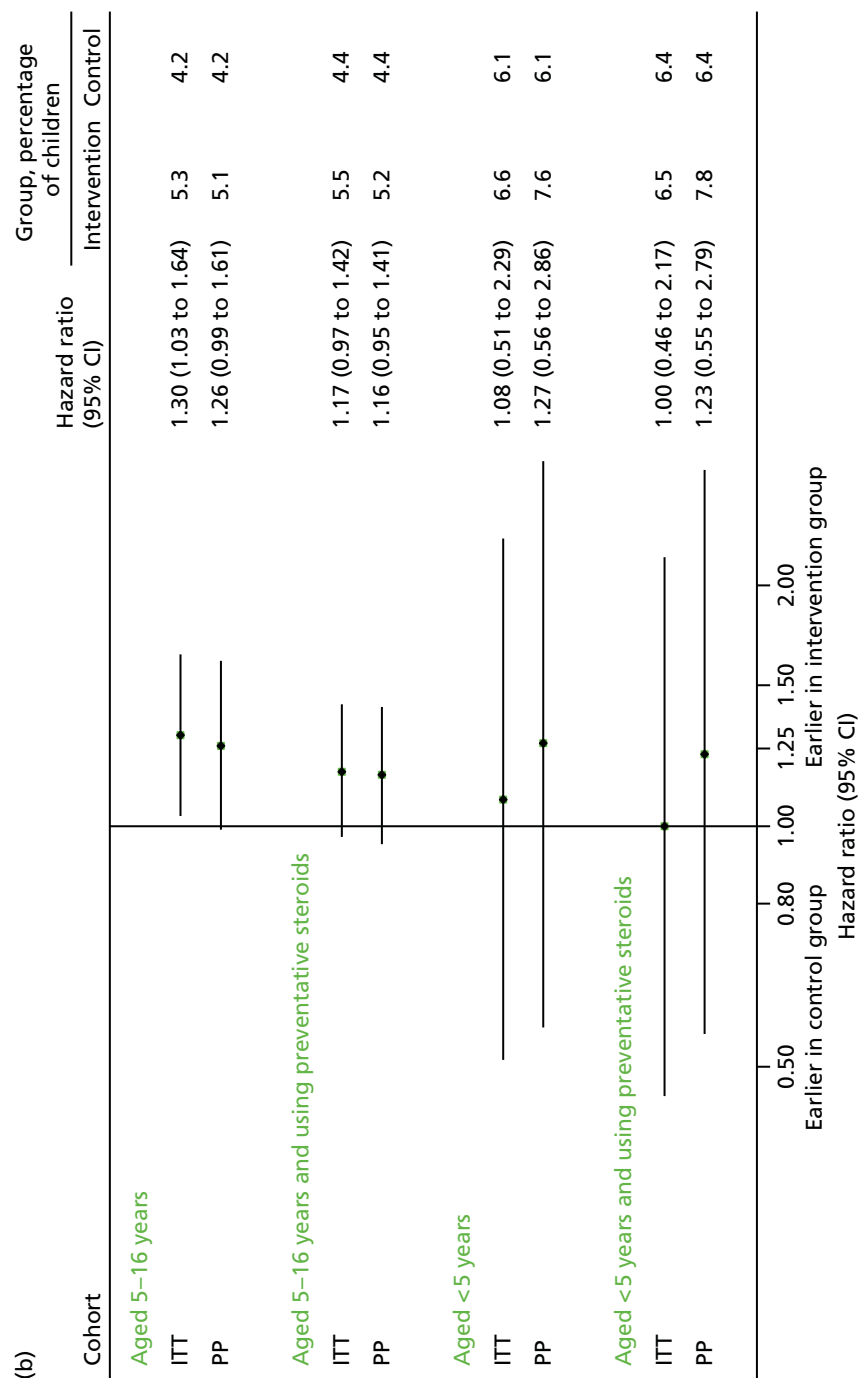 (b)
Group, percentage
of children
Hazard ratio
(95% CI)
Cohort Intervention Control
Aged 5–16 years
ITT 1.30 (1.03 to 1.64) 5.3 4.2
PP 1.26 (0.99 to 1.61) 5.1 4.2
Aged 5–16 years and using preventative steroids
ITT 1.17 (0.97 to 1.42) 5.5 4.4
PP 1.16 (0.95 to 1.41) 5.2 4.4
Aged <5 years
ITT 1.08 (0.51 to 2.29) 6.6 6.1
PP 1.27 (0.56 to 2.86) 7.6 6.1
Aged <5 years and using preventative steroids
ITT 1.00 (0.46 to 2.17) 6.5 6.4
PP 1.23 (0.55 to 2.79) 7.8 6.4
0.50 0.80 1.00 1.25 1.50 2.00
Earlier in control group Earlier in intervention group
Hazard ratio (95% CI)